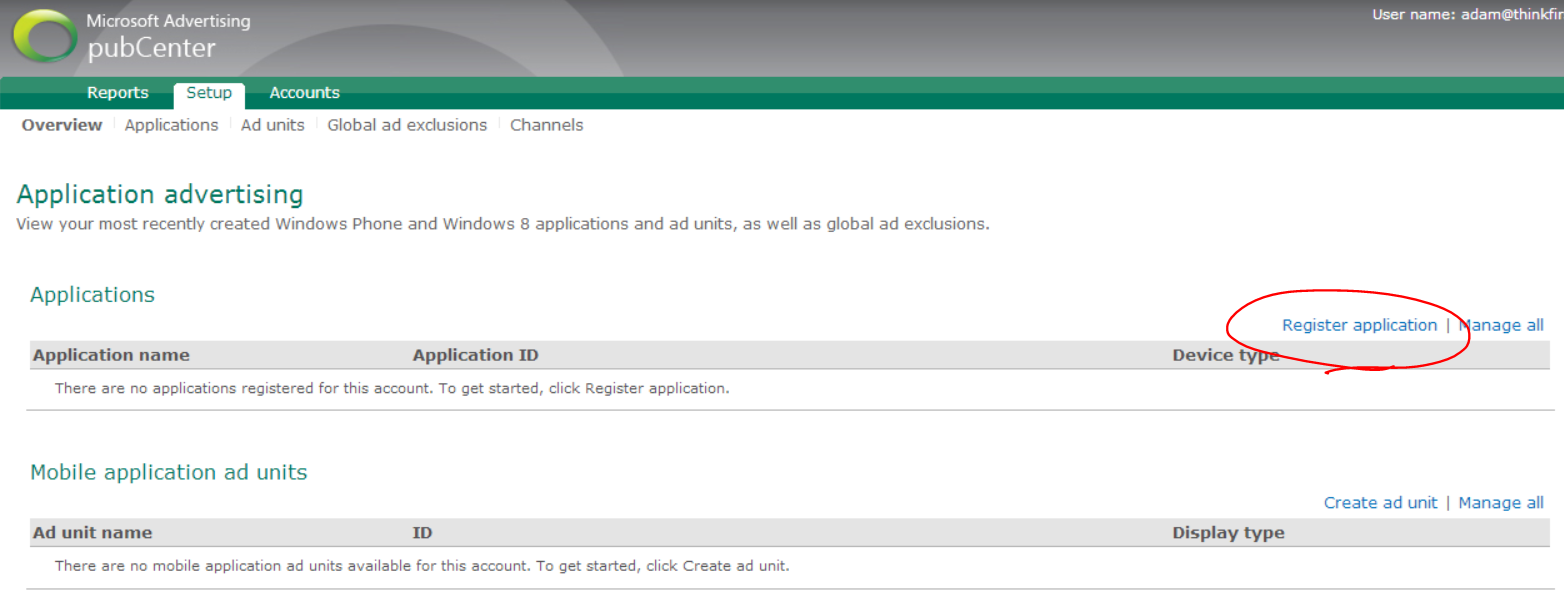 Microsoft Advertising
pubCenter
User name: adam@thinkfir
Reports Setup Accounts
Overview Applications Ad units Global ad exclusions Channels
Application advertising
View your most recently created Windows Phone and Windows 8 applications and ad units, as well as global ad exclusions.
Applications
Register application | Manage all
Application name Application ID Device type
There are no applications registered for this account. To get started, click Register application.
Mobile application ad units
Create ad unit | Manage all
Ad unit name ID Display type
There are no mobile application ad units available for this account. To get started, click Create ad unit.